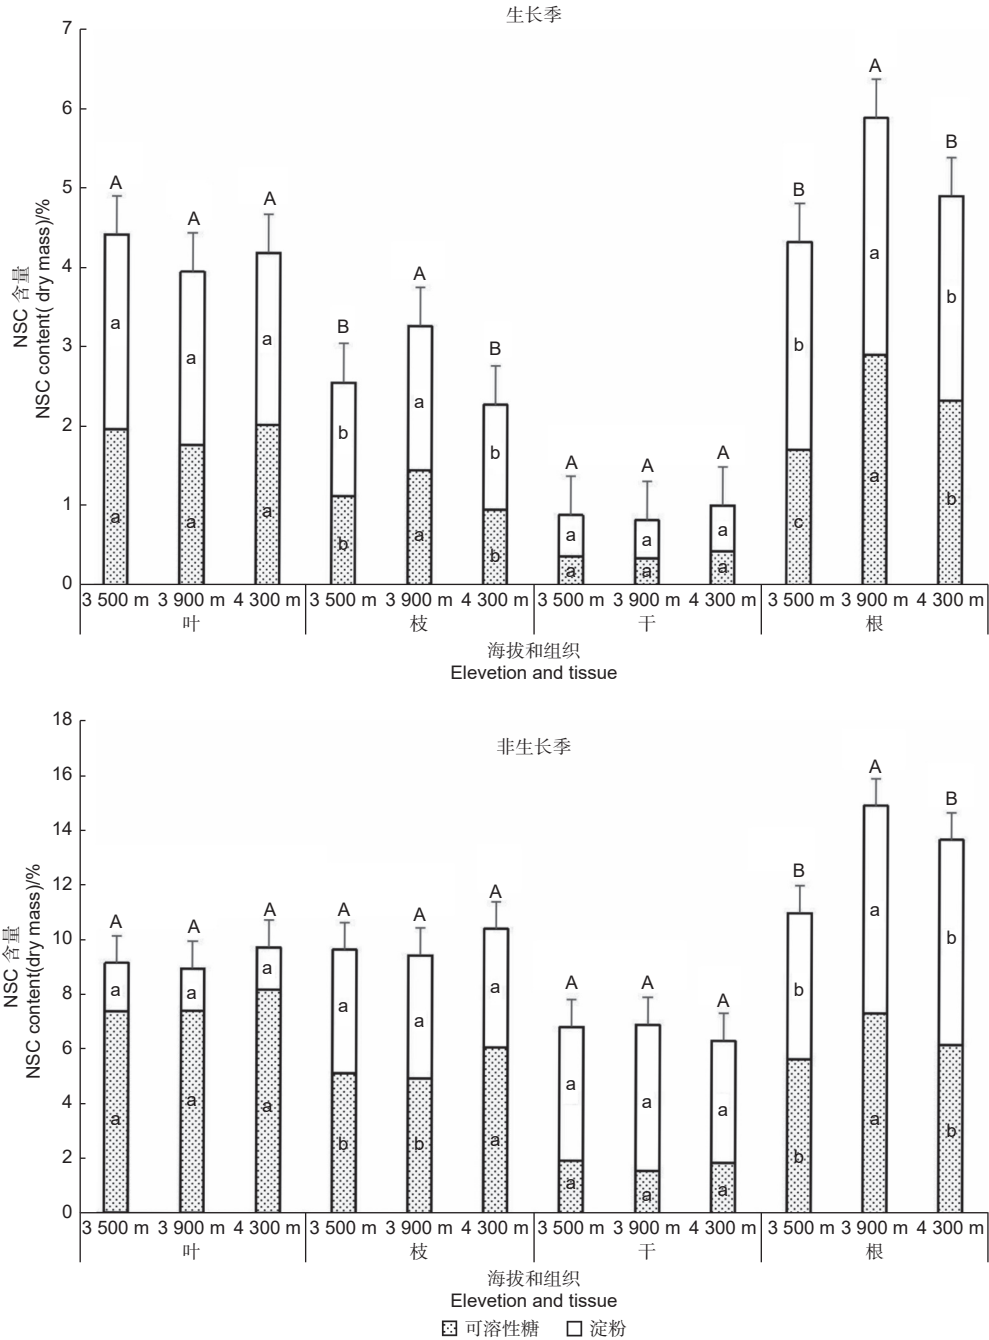 生长季
7
6
5
4
3
2
1
0
NSC 含量
NSC content( dry mass)/%
A A A B A B A A A B A B
a a a b a b a a a b a b
a a a b a b a a a c a b
3 500 m 3 900 m 4 300 m 3 500 m 3 900 m 4 300 m 3 500 m 3 900 m 4 300 m 3 500 m 3 900 m 4 300 m
叶 枝 干 根
海拔和组织
Elevetion and tissue
非生长季
18
16
14
12
10
8
6
4
2
0
NSC 含量
NSC content(dry mass)/%
A A A A A A A A A B A B
a a a a a a a a a b a b
a a a b b a a a a b a b
3 500 m 3 900 m 4 300 m 3 500 m 3 900 m 4 300 m 3 500 m 3 900 m 4 300 m 3 500 m 3 900 m 4 300 m
叶 枝 干 根
海拔和组织
Elevetion and tissue
可溶性糖 淀粉